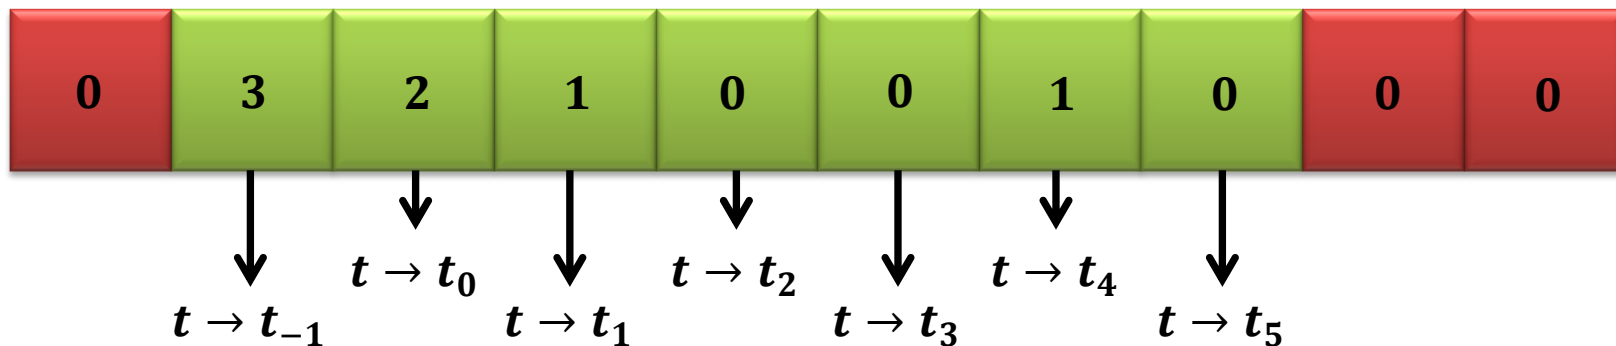 0 3 2 1 0 0 1 0 0 0
t → t₀ t → t₂ t → t₄
t → t₋₁ t → t₁ t → t₃ t → t₅